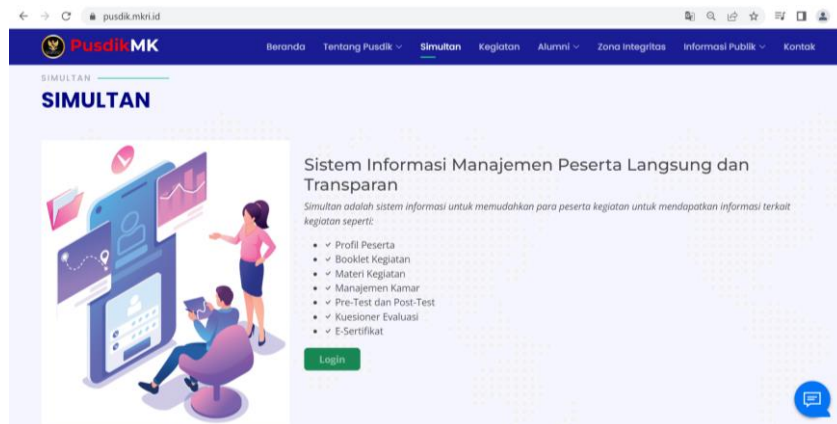 pusdik.mkri.id
PusdikMK
Beranda Tentang Pusdik Simultan Kegiatan Alumni Zona Integritas Informasi Publik Kontak
SIMULTAN
SIMULTAN
Sistem Informasi Manajemen Peserta Langsung dan
Transparan
Simultan adalah sistem informasi untuk memudahkan para peserta kegiatan untuk mendapatkan informasi terkait
kegiatan seperti:
• ✓ Profil Peserta
• ✓ Booklet Kegiatan
• ✓ Materi Kegiatan
• ✓ Manajemen Kamar
• ✓ Pre-Test dan Post-Test
• ✓ Kuesioner Evaluasi
• ✓ E-Sertifikat
Login